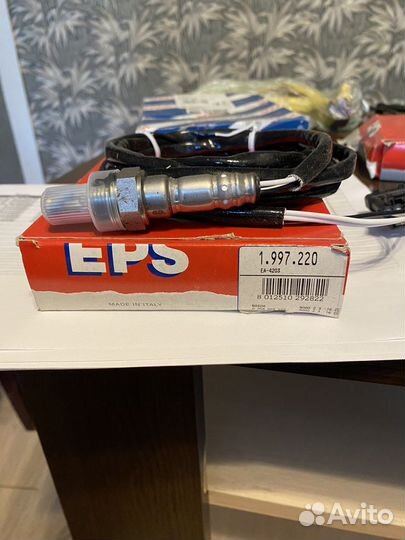 EPS
MADE IN ITALY
1.997.220
EA-4203
8 012510 292822
Avito